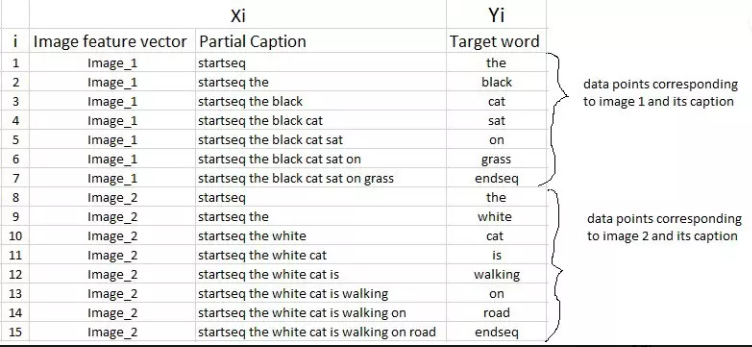 Xi Yi
i Image feature vector Partial Caption Target word
1 Image_1 startseq the
2 Image_1 startseq the black
3 Image_1 startseq the black cat
4 Image_1 startseq the black cat sat
5 Image_1 startseq the black cat sat on
6 Image_1 startseq the black cat sat on grass
7 Image_1 startseq the black cat sat on grass endseq
data points corresponding
to image 1 and its caption
8 Image_2 startseq the
9 Image_2 startseq the white
10 Image_2 startseq the white cat
11 Image_2 startseq the white cat is
12 Image_2 startseq the white cat is walking
13 Image_2 startseq the white cat is walking on
14 Image_2 startseq the white cat is walking on road
15 Image_2 startseq the white cat is walking on road endseq
data points corresponding
to image 2 and its caption